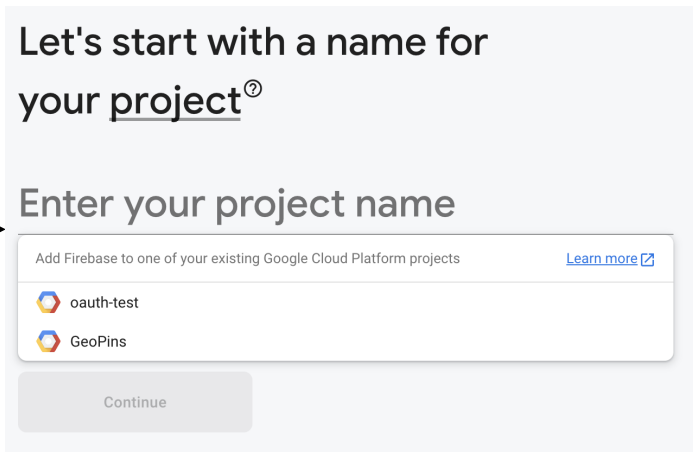 Let's start with a name for
your project
Enter your project name
Add Firebase to one of your existing Google Cloud Platform projects Learn more
oauth-test
GeoPins
Continue